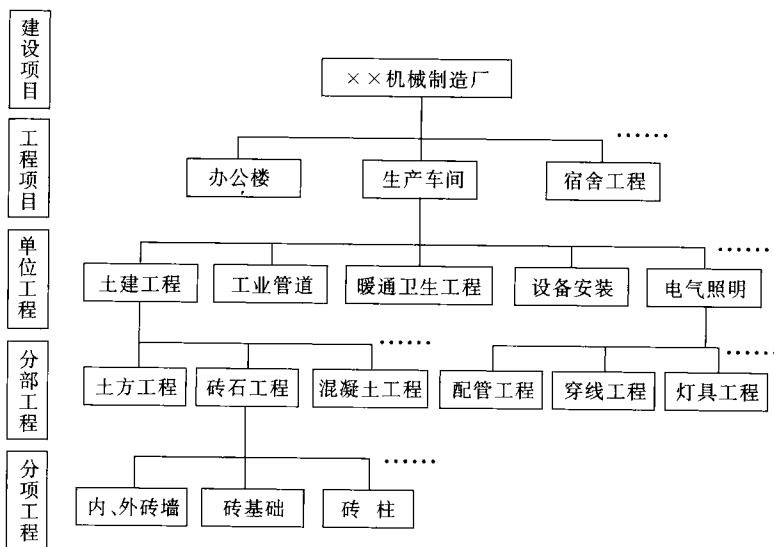 建设项目
××机械制造厂
工程项目
办公楼
生产车间
宿舍工程
……
单位工程
土建工程
工业管道
暖通卫生工程
设备安装
电气照明
……
分部工程
土方工程
砖石工程
混凝土工程
……
配管工程
穿线工程
灯具工程
……
分项工程
内、外砖墙
砖基础
砖 柱
……